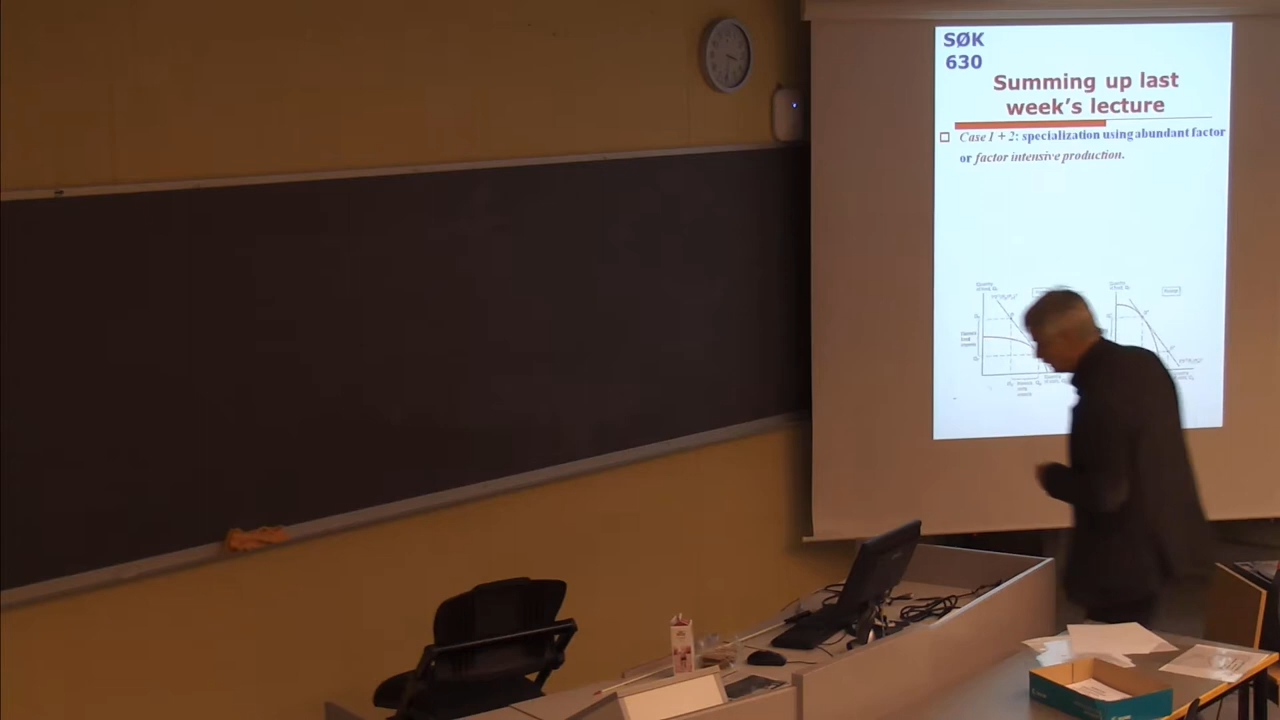 SØK
630
Summing up last
week's lecture
Case 1 + 2: specialization using abundant factor
or factor intensive production.